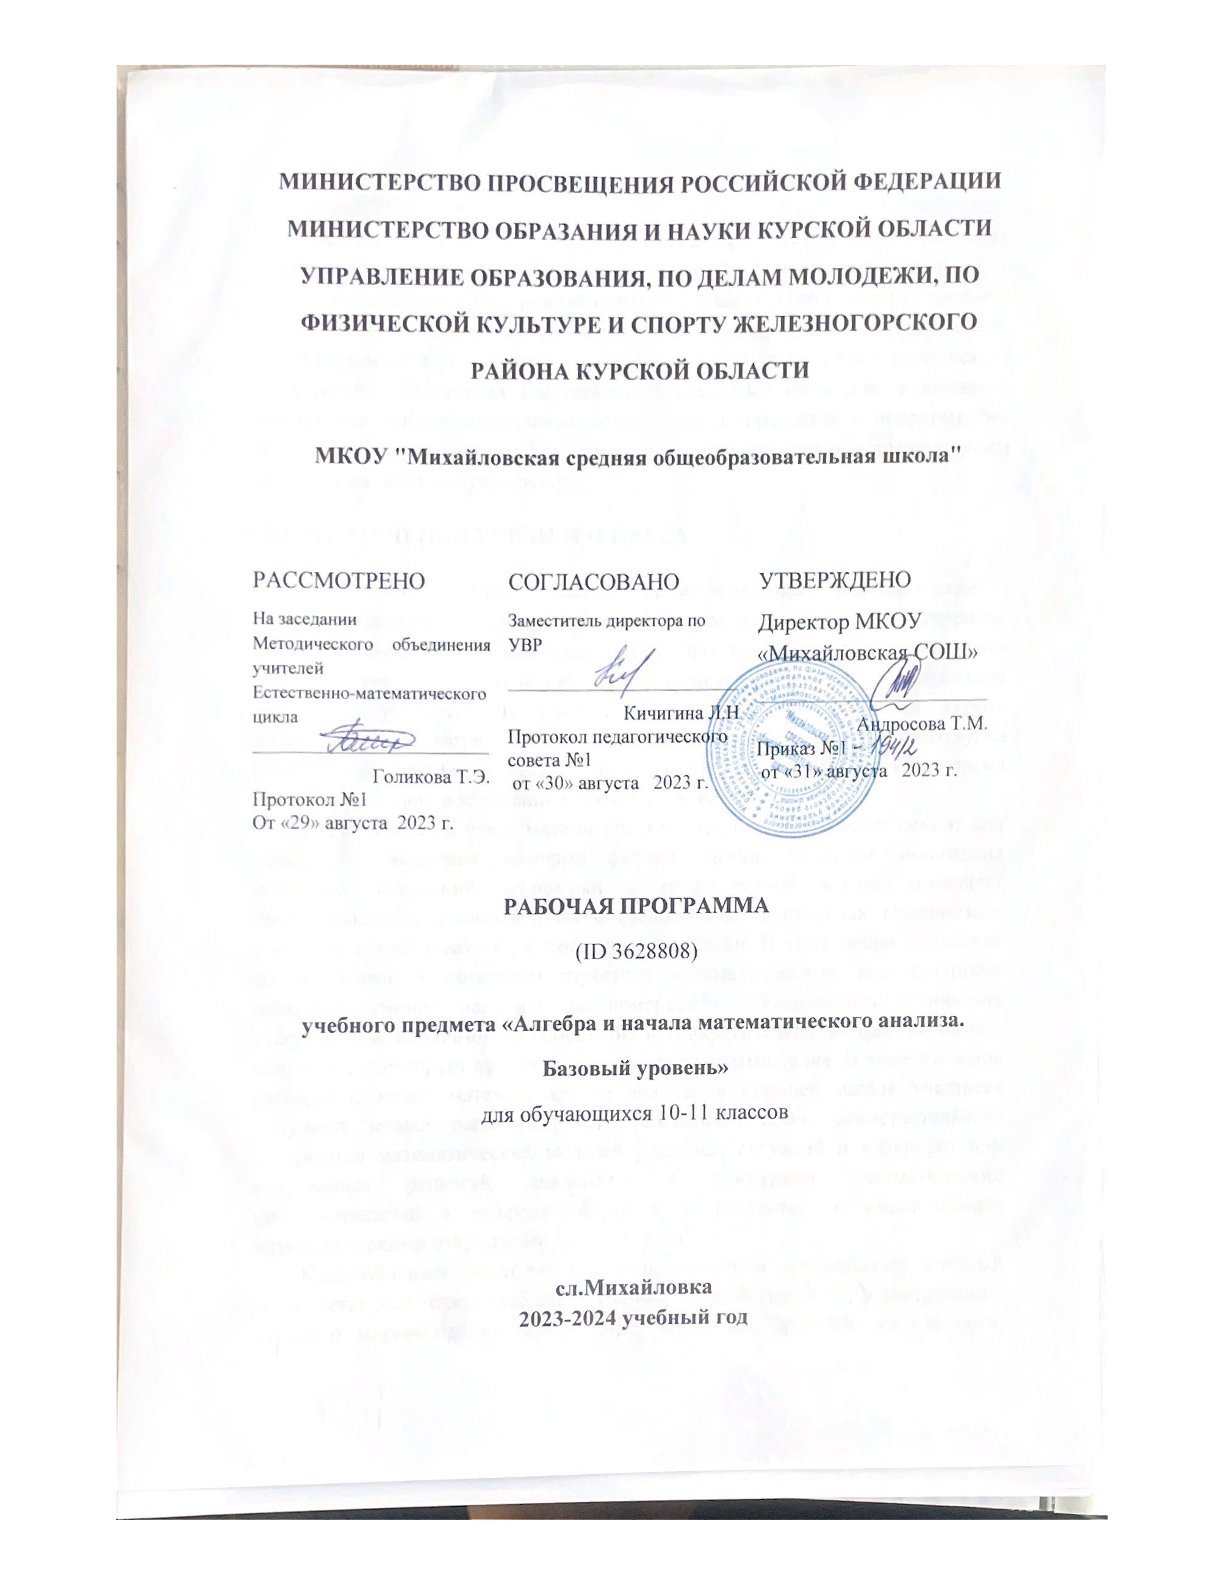 МИНИСТЕРСТВО ПРОСВЕЩЕНИЯ РОССИЙСКОЙ ФЕДЕРАЦИИ
МИНИСТЕРСТВО ОБРАЗАНИЯ И НАУКИ КУРСКОЙ ОБЛАСТИ
УПРАВЛЕНИЕ ОБРАЗОВАНИЯ, ПО ДЕЛАМ МОЛОДЕЖИ, ПО
ФИЗИЧЕСКОЙ КУЛЬТУРЕ И СПОРТУ ЖЕЛЕЗНОГОРСКОГО
РАЙОНА КУРСКОЙ ОБЛАСТИ
МКОУ "Михайловская средняя общеобразовательная школа"
РАССМОТРЕНО
На заседании
Методического объединения
учителей
Естественно-математического
цикла
Голикова Т.Э.
Протокол №1
От «29» августа 2023 г.
СОГЛАСОВАНО
Заместитель директора по
УВР
Кичигина Л.Н
Протокол педагогического
совета №1
от «30» августа 2023 г.
УТВЕРЖДЕНО
Директор МКОУ
«Михайловская СОШ»
Андросова Т.М.
Приказ №1 – 194/2
от «31» августа 2023 г.
РАБОЧАЯ ПРОГРАММА
(ID 3628808)
учебного предмета «Алгебра и начала математического анализа.
Базовый уровень»
для обучающихся 10-11 классов
сл.Михайловка
2023-2024 учебный год